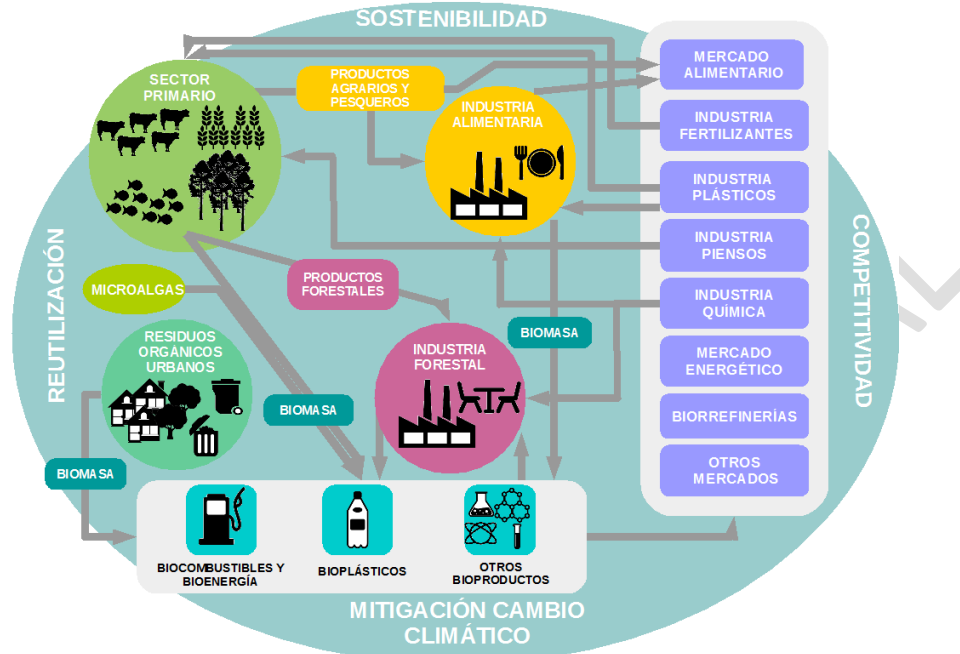 SOSTENIBILIDAD
SECTOR
PRIMARIO
PRODUCTOS
AGRARIOS Y
PESQUEROS
INDUSTRIA
ALIMENTARIA
MERCADO
ALIMENTARIO
INDUSTRIA
FERTILIZANTES
INDUSTRIA
PLÁSTICOS
INDUSTRIA
PIENSOS
INDUSTRIA
QUÍMICA
MERCADO
ENERGÉTICO
BIORREFINERÍAS
OTROS
MERCADOS
REUTILIZACIÓN
COMPETITIVIDAD
MICROALGAS
PRODUCTOS
FORESTALES
RESIDUOS
ORGÁNICOS
URBANOS
INDUSTRIA
FORESTAL
BIOMASA
BIOMASA
BIOMASA
BIOCOMBUSTIBLES Y
BIOENERGÍA
BIOPLÁSTICOS
OTROS
BIOPRODUCTOS
MITIGACIÓN CAMBIO
CLIMÁTICO